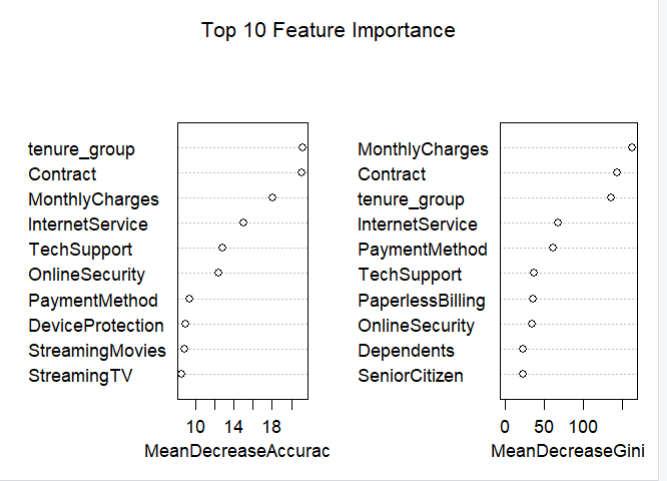 Top 10 Feature Importance
tenure_group
Contract
MonthlyCharges
InternetService
TechSupport
OnlineSecurity
PaymentMethod
DeviceProtection
StreamingMovies
StreamingTV
10 14 18
MeanDecreaseAccurac
MonthlyCharges
Contract
tenure_group
InternetService
PaymentMethod
TechSupport
PaperlessBilling
OnlineSecurity
Dependents
SeniorCitizen
0 50 100
MeanDecreaseGini